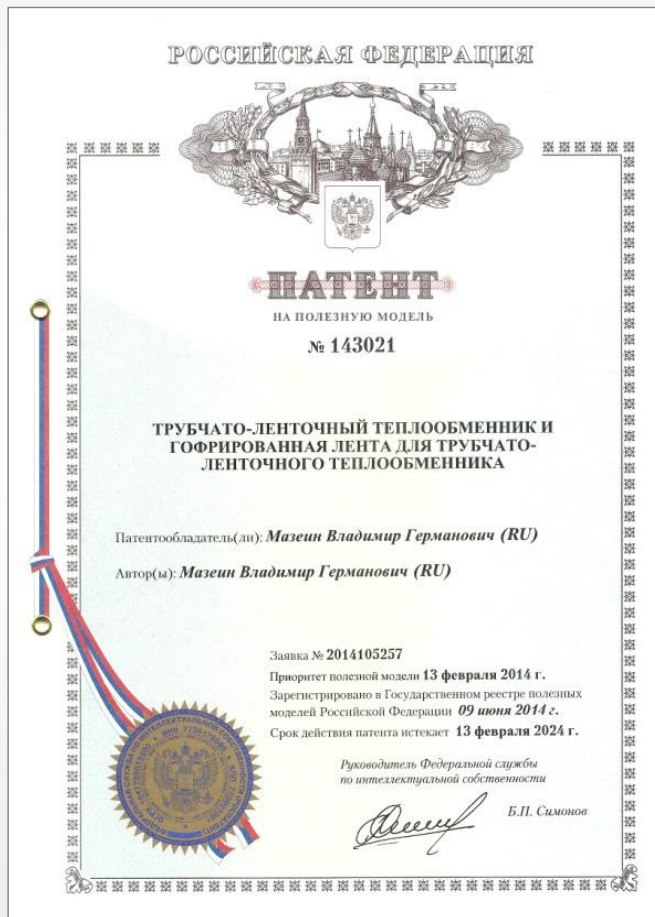 РОССИЙСКАЯ ФЕДЕРАЦИЯ
ПАТЕНТ
НА ПОЛЕЗНУЮ МОДЕЛЬ
№ 143021
ТРУБЧАТО-ЛЕНТОЧНЫЙ ТЕПЛООБМЕННИК И
ГОФРИРОВАННАЯ ЛЕНТА ДЛЯ ТРУБЧАТО-
ЛЕНТОЧНОГО ТЕПЛООБМЕННИКА
Патентообладатель(ли): Мазеин Владимир Германович (RU)
Автор(ы): Мазеин Владимир Германович (RU)
Заявка № 2014105257
Приоритет полезной модели 13 февраля 2014 г.
Зарегистрировано в Государственном реестре полезных
моделей Российской Федерации 09 июня 2014 г.
Срок действия патента истекает 13 февраля 2024 г.
Руководитель Федеральной службы
по интеллектуальной собственности
Б.П. Симонов